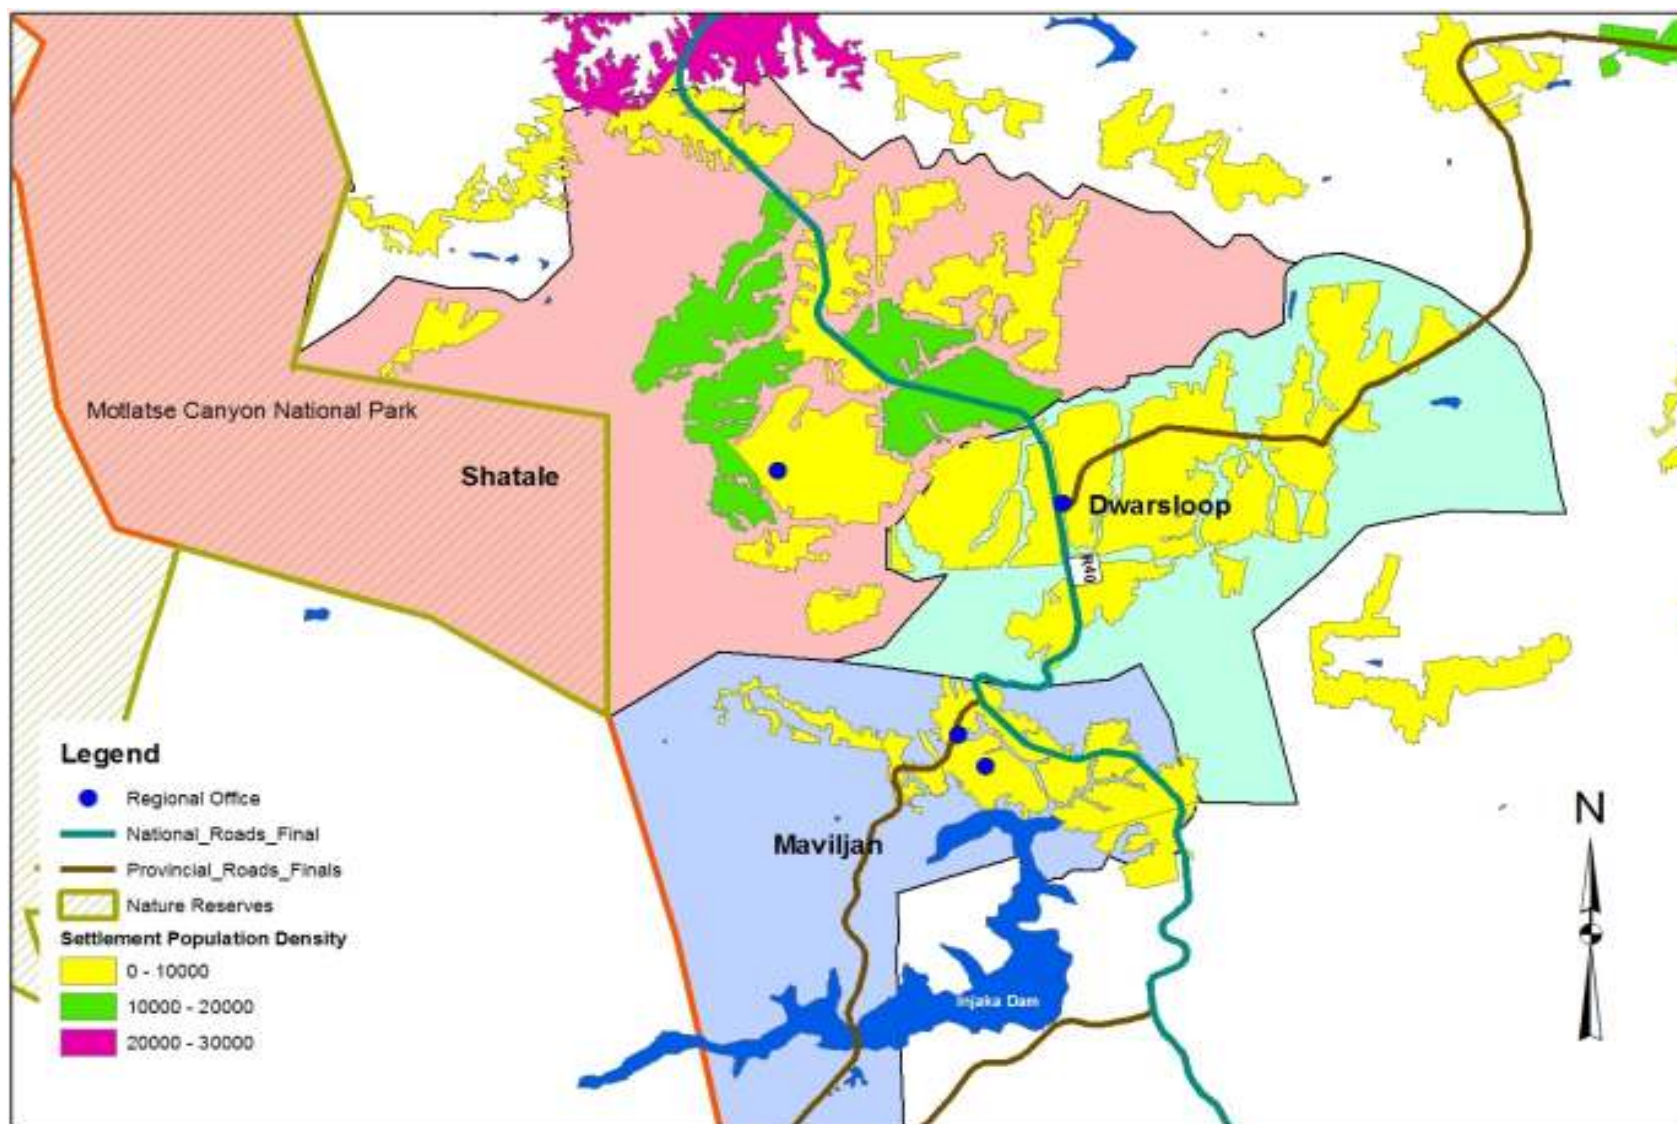 Motlatse Canyon National Park
Shatale
Dwarsloop
R40
Maviljan
Injaka Dam
N
Legend
Regional Office
National_Roads_Final
Provincial_Roads_Finals
Nature Reserves
Settlement Population Density
0 - 10000
10000 - 20000
20000 - 30000